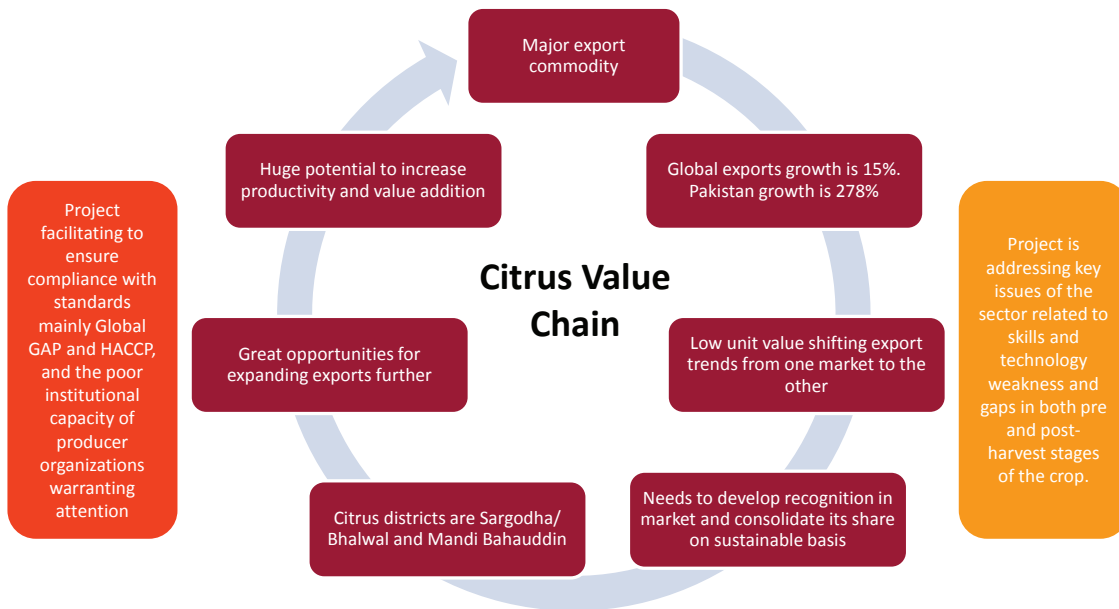 Major export
commodity
Global exports growth is 15%.
Pakistan growth is 278%
Low unit value shifting export
trends from one market to the
other
Needs to develop recognition in
market and consolidate its share
on sustainable basis
Citrus districts are Sargodha/
Bhalwal and Mandi Bahauddin
Great opportunities for
expanding exports further
Huge potential to increase
productivity and value addition
Citrus Value
Chain
Project
facilitating to
ensure
compliance with
standards
mainly Global
GAP and HACCP,
and the poor
institutional
capacity of
producer
organizations
warranting
attention
Project is
addressing key
issues of the
sector related to
skills and
technology
weakness and
gaps in both pre
and post-
harvest stages
of the crop.